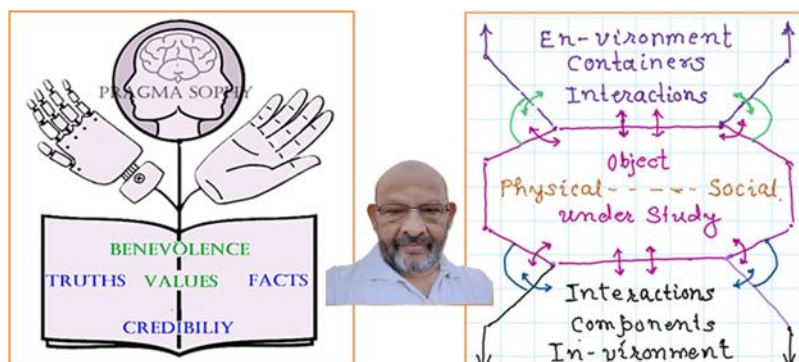 PRAGMA SOPHY
BENEVOLENCE
TRUTHS VALUES FACTS
CREDIBILIY
En-vironment
Containers
Interactions
Object
Physical ----- Social
under Study
Interactions
Components
In-vironment